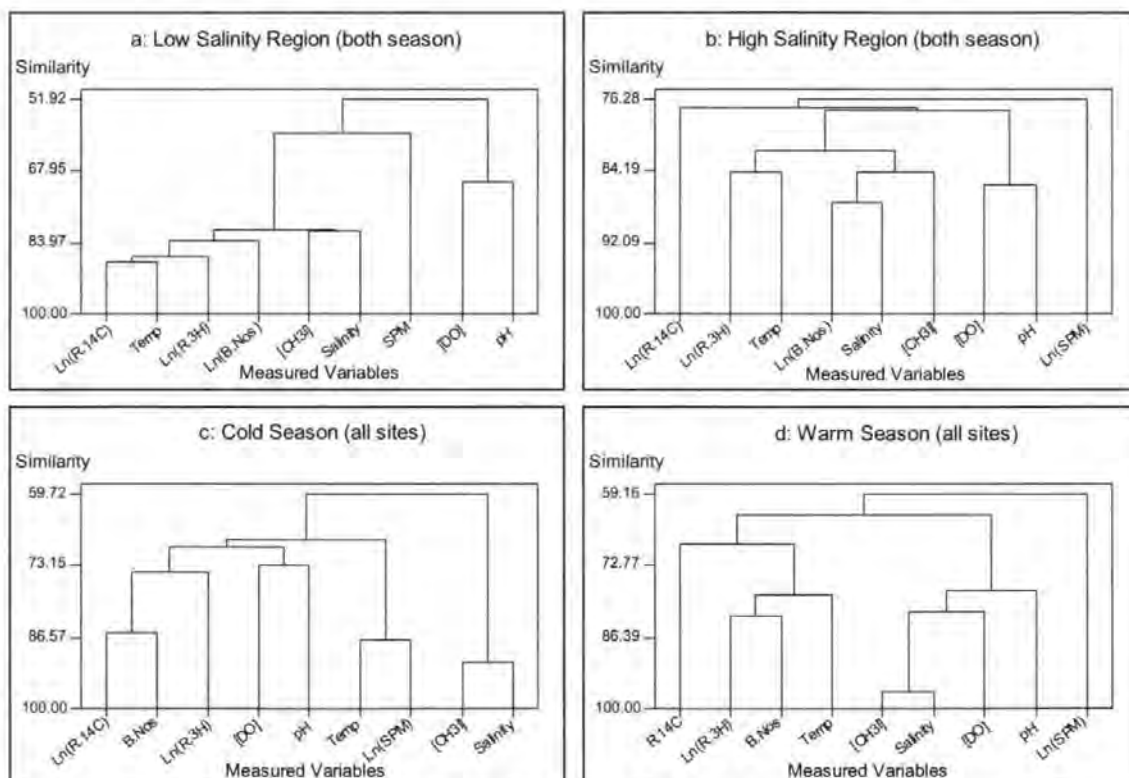 a: Low Salinity Region (both season)
Similarity
51.92
67.95
83.97
100.00
Ln(R.14C) Temp Ln(R.3H) Ln(B.Nos) [CH3I] Salinity SPM [DO] pH
Measured Variables
b: High Salinity Region (both season)
Similarity
76.28
84.19
92.09
100.00
Ln(R.14C) Ln(R.3H) Temp Ln(B.Nos) Salinity [CH3I] [DO] pH Ln(SPM)
Measured Variables
c: Cold Season (all sites)
Similarity
59.72
73.15
86.57
100.00
Ln(R.14C) B.Nos Ln(R.3H) [DO] pH Temp Ln(SPM) [CH3I] Salinity
Measured Variables
d: Warm Season (all sites)
Similarity
59.15
72.77
86.39
100.00
R14C Ln(R.3H) B.Nos Temp [CH3I] Salinity [DO] pH Ln(SPM)
Measured Variables